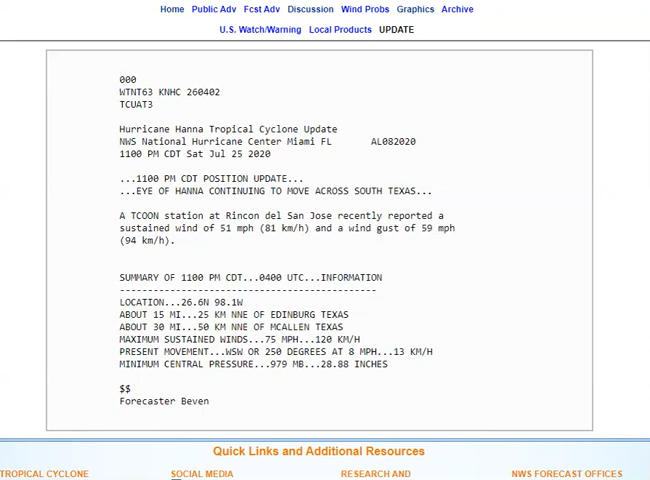 Home Public Adv Fcst Adv Discussion Wind Probs Graphics Archive
U.S. Watch/Warning Local Products UPDATE
000
WTNT63 KNHC 260402
TCUAT3
Hurricane Hanna Tropical Cyclone Update
NWS National Hurricane Center Miami FL AL082020
1100 PM CDT Sat Jul 25 2020
...1100 PM CDT POSITION UPDATE...
...EYE OF HANNA CONTINUING TO MOVE ACROSS SOUTH TEXAS...
A TCOON station at Rincon del San Jose recently reported a
sustained wind of 51 mph (81 km/h) and a wind gust of 59 mph
(94 km/h).
SUMMARY OF 1100 PM CDT...0400 UTC...INFORMATION
----------------------------------------------
LOCATION...26.6N 98.1W
ABOUT 15 MI...25 KM NNE OF EDINBURG TEXAS
ABOUT 30 MI...50 KM NNE OF MCALLEN TEXAS
MAXIMUM SUSTAINED WINDS...75 MPH...120 KM/H
PRESENT MOVEMENT...WSW OR 250 DEGREES AT 8 MPH...13 KM/H
MINIMUM CENTRAL PRESSURE...979 MB...28.88 INCHES
$$
Forecaster Beven
Quick Links and Additional Resources
TROPICAL CYCLONE SOCIAL MEDIA RESEARCH AND NWS FORECAST OFFICES